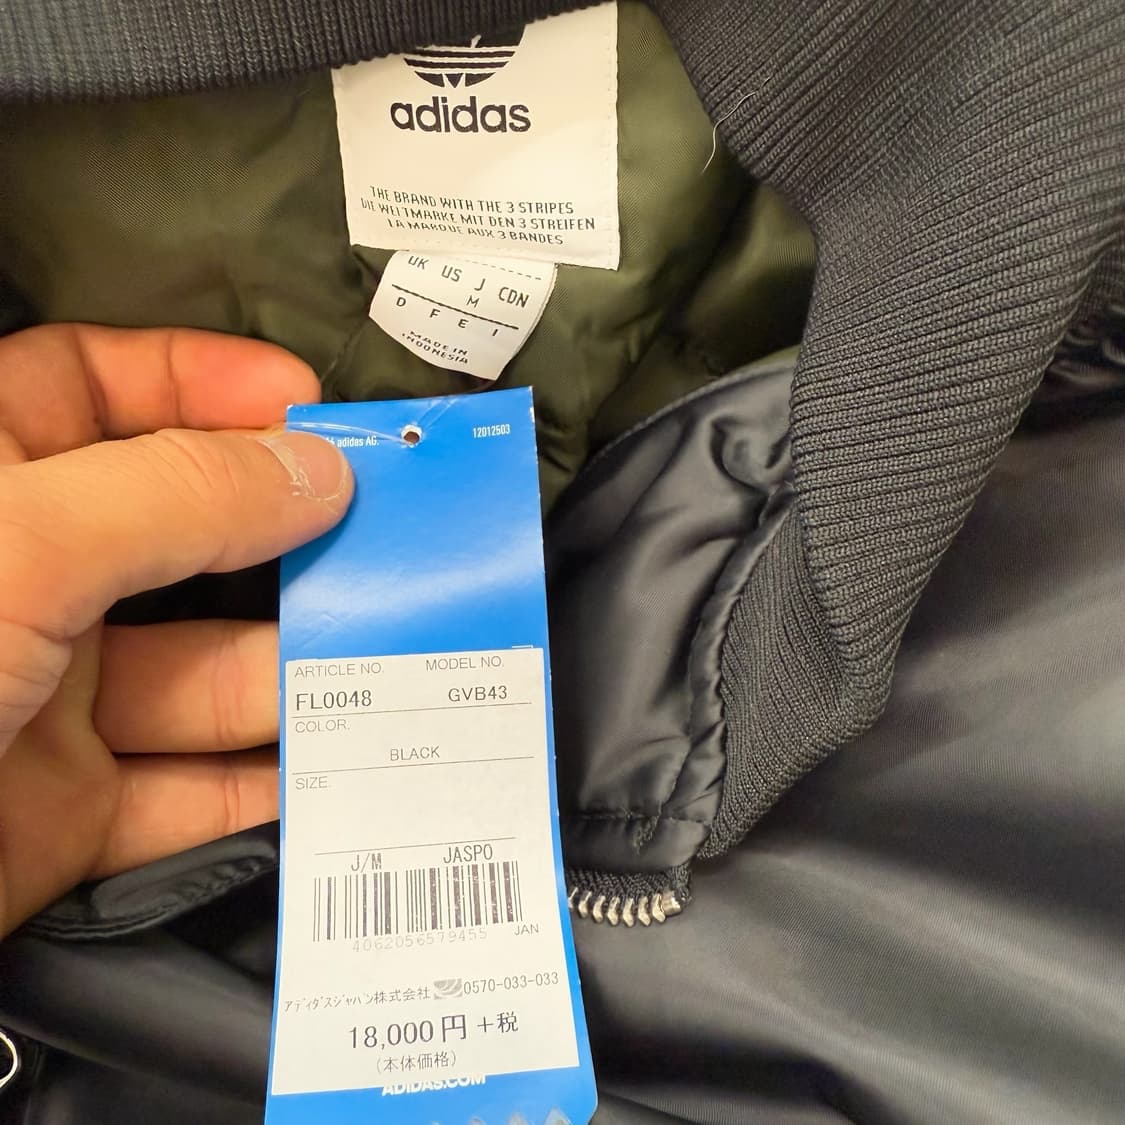 adidas
THE BRAND WITH THE 3 STRIPES
DIE WELTMARKE MIT DEN 3 STREIFEN
LA MARQUE AUX 3 BANDES
UK US J CDN
M
D F E I
MADE IN
INDONESIA
adidas AG. 12012503
ARTICLE NO. MODEL NO.
FL0048 GVB43
COLOR.
BLACK
SIZE.
J/M JASPO
4062056579455 JAN
アディダスジャパン株式会社 0570-033-033
18,000円+税
(本体価格)
ADIDAS.COM